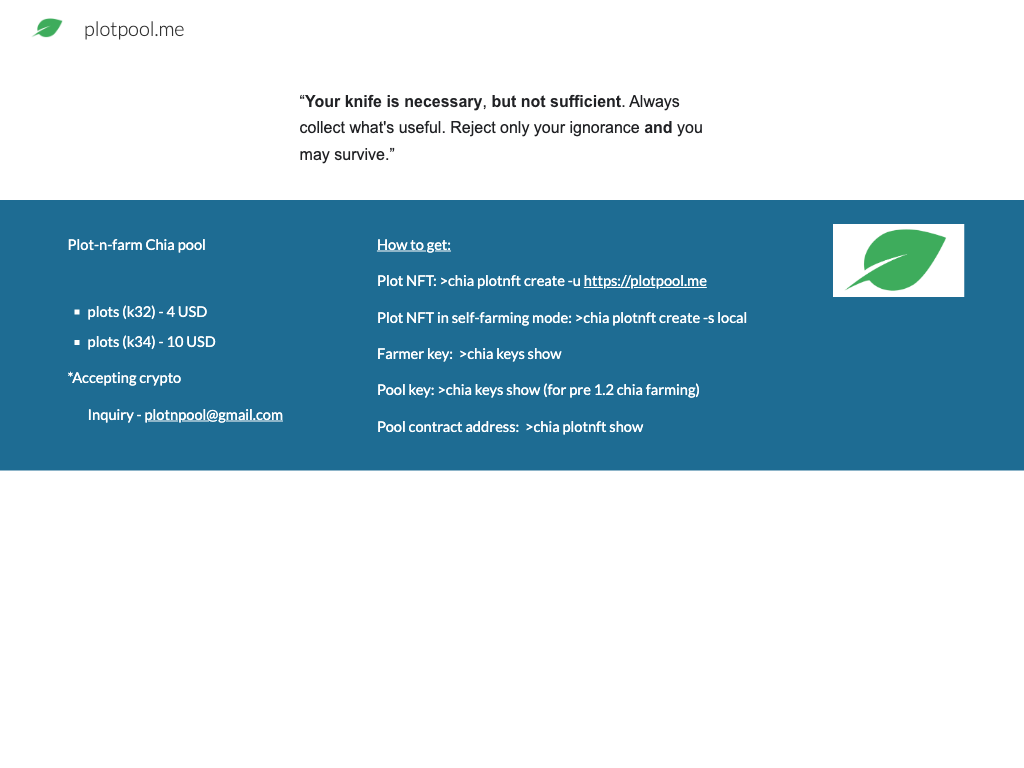 plotpool.me
“Your knife is necessary, but not sufficient. Always
collect what's useful. Reject only your ignorance and you
may survive.”
Plot-n-farm Chia pool
plots (k32) - 4 USD
plots (k34) - 10 USD
*Accepting crypto
Inquiry - plotnpool@gmail.com
How to get:
Plot NFT: >chia plotnft create -u https://plotpool.me
Plot NFT in self-farming mode: >chia plotnft create -s local
Farmer key:  >chia keys show
Pool key: >chia keys show (for pre 1.2 chia farming)
Pool contract address:  >chia plotnft show